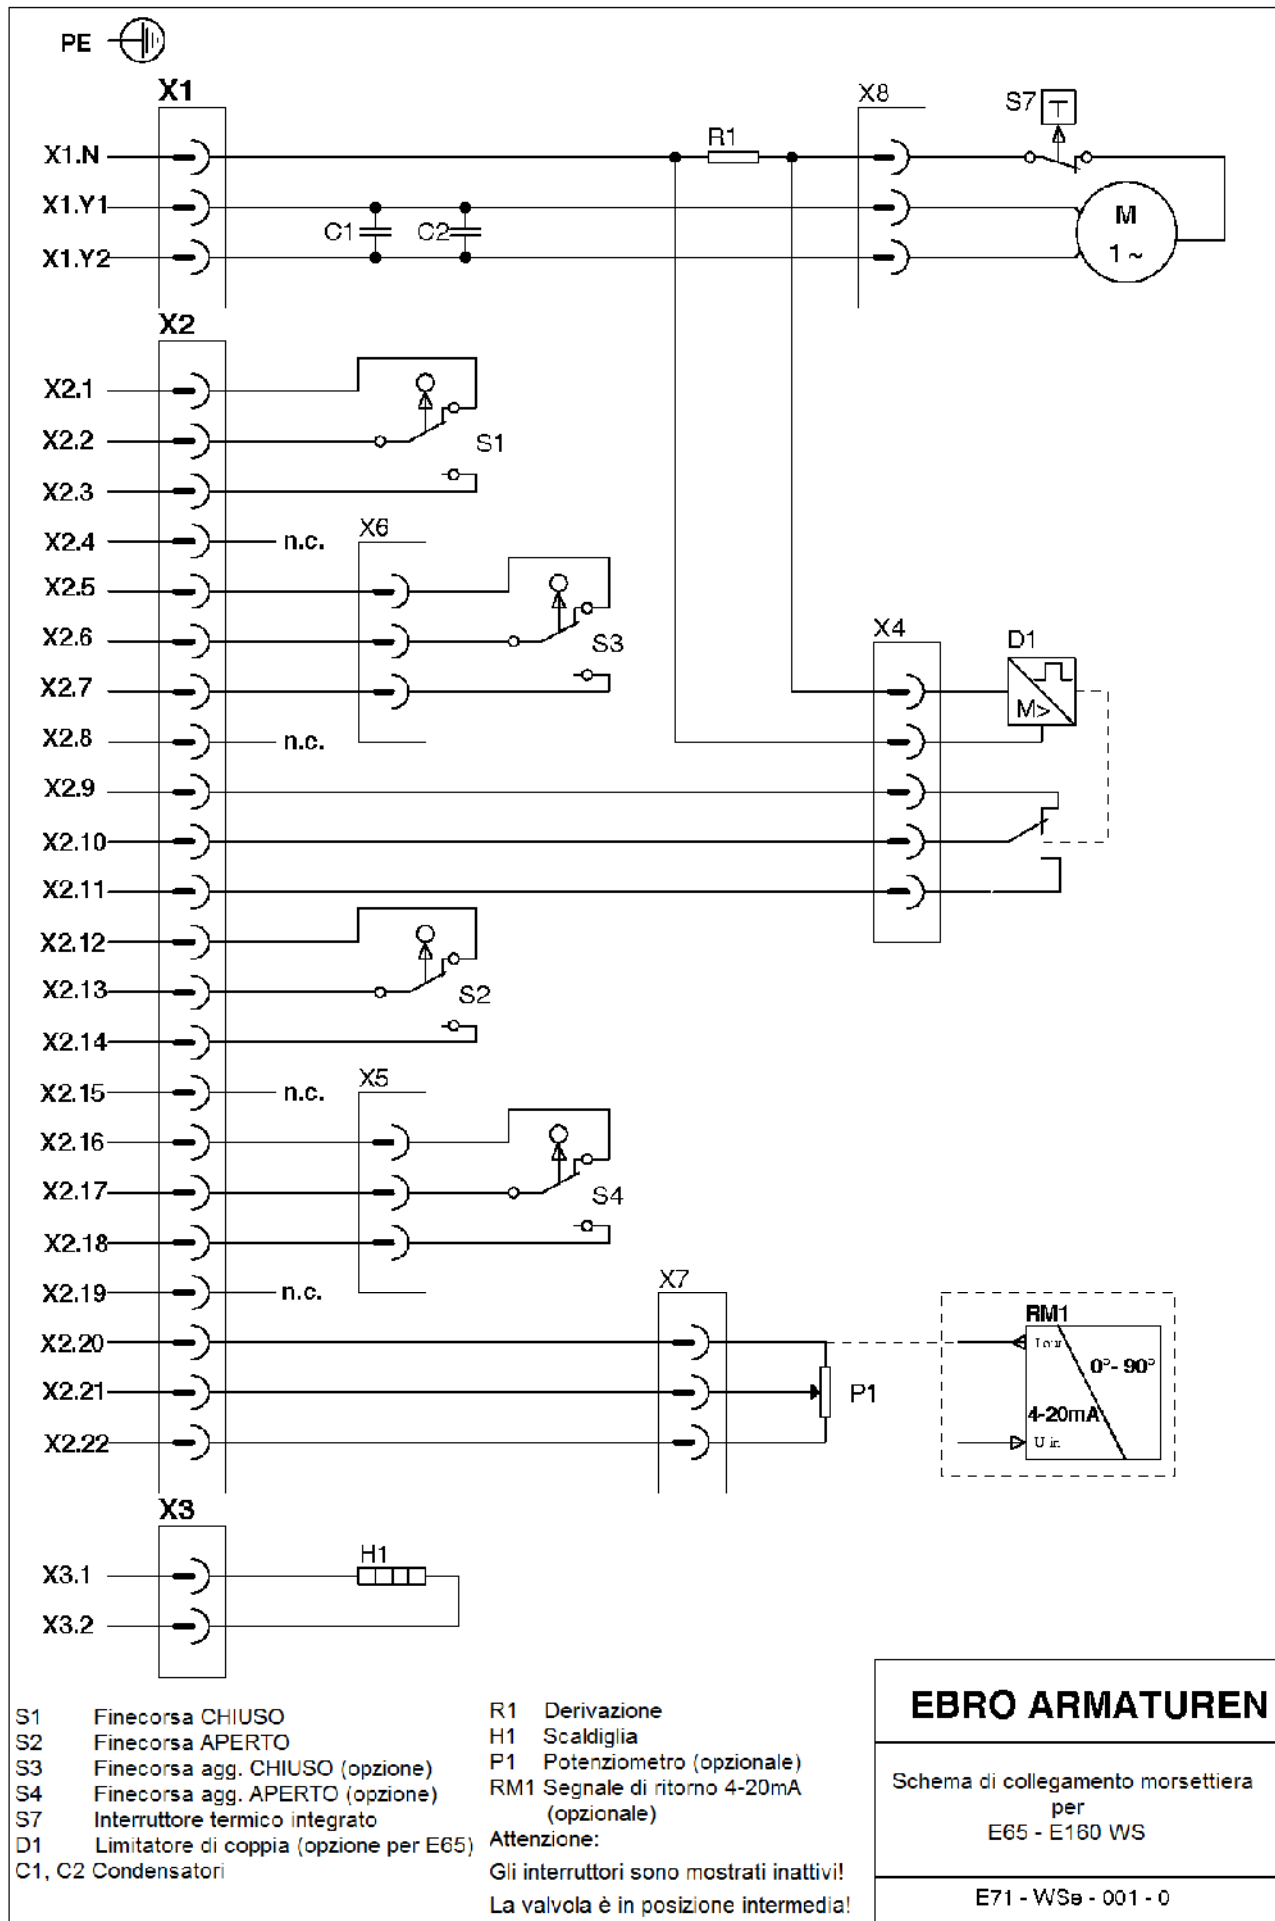 PE
X1
X8
S7
T
R1
X1.N
X1.Y1
C1
C2
M
1 ~
X1.Y2
X2
X2.1
X2.2
S1
X2.3
X2.4
n.c.
X6
X2.5
X2.6
S3
X4
D1
X2.7
M>
X2.8
n.c.
X2.9
X2.10
X2.11
X2.12
X2.13
S2
X2.14
X2.15
n.c.
X5
X2.16
X2.17
S4
X2.18
X2.19
n.c.
X7
RM1
X2.20
I our
0°- 90°
X2.21
P1
4-20mA
X2.22
U in
X3
H1
X3.1
X3.2
S1 Finecorsa CHIUSO
S2 Finecorsa APERTO
S3 Finecorsa agg. CHIUSO (opzione)
S4 Finecorsa agg. APERTO (opzione)
S7 Interruttore termico integrato
D1 Limitatore di coppia (opzione per E65)
C1, C2 Condensatori
R1 Derivazione
H1 Scaldiglia
P1 Potenziometro (opzionale)
RM1 Segnale di ritorno 4-20mA
(opzionale)
Attenzione:
Gli interruttori sono mostrati inattivi!
La valvola è in posizione intermedia!
EBRO ARMATUREN
Schema di collegamento morsettiera
per
E65 - E160 WS
E71 - WSe - 001 - 0